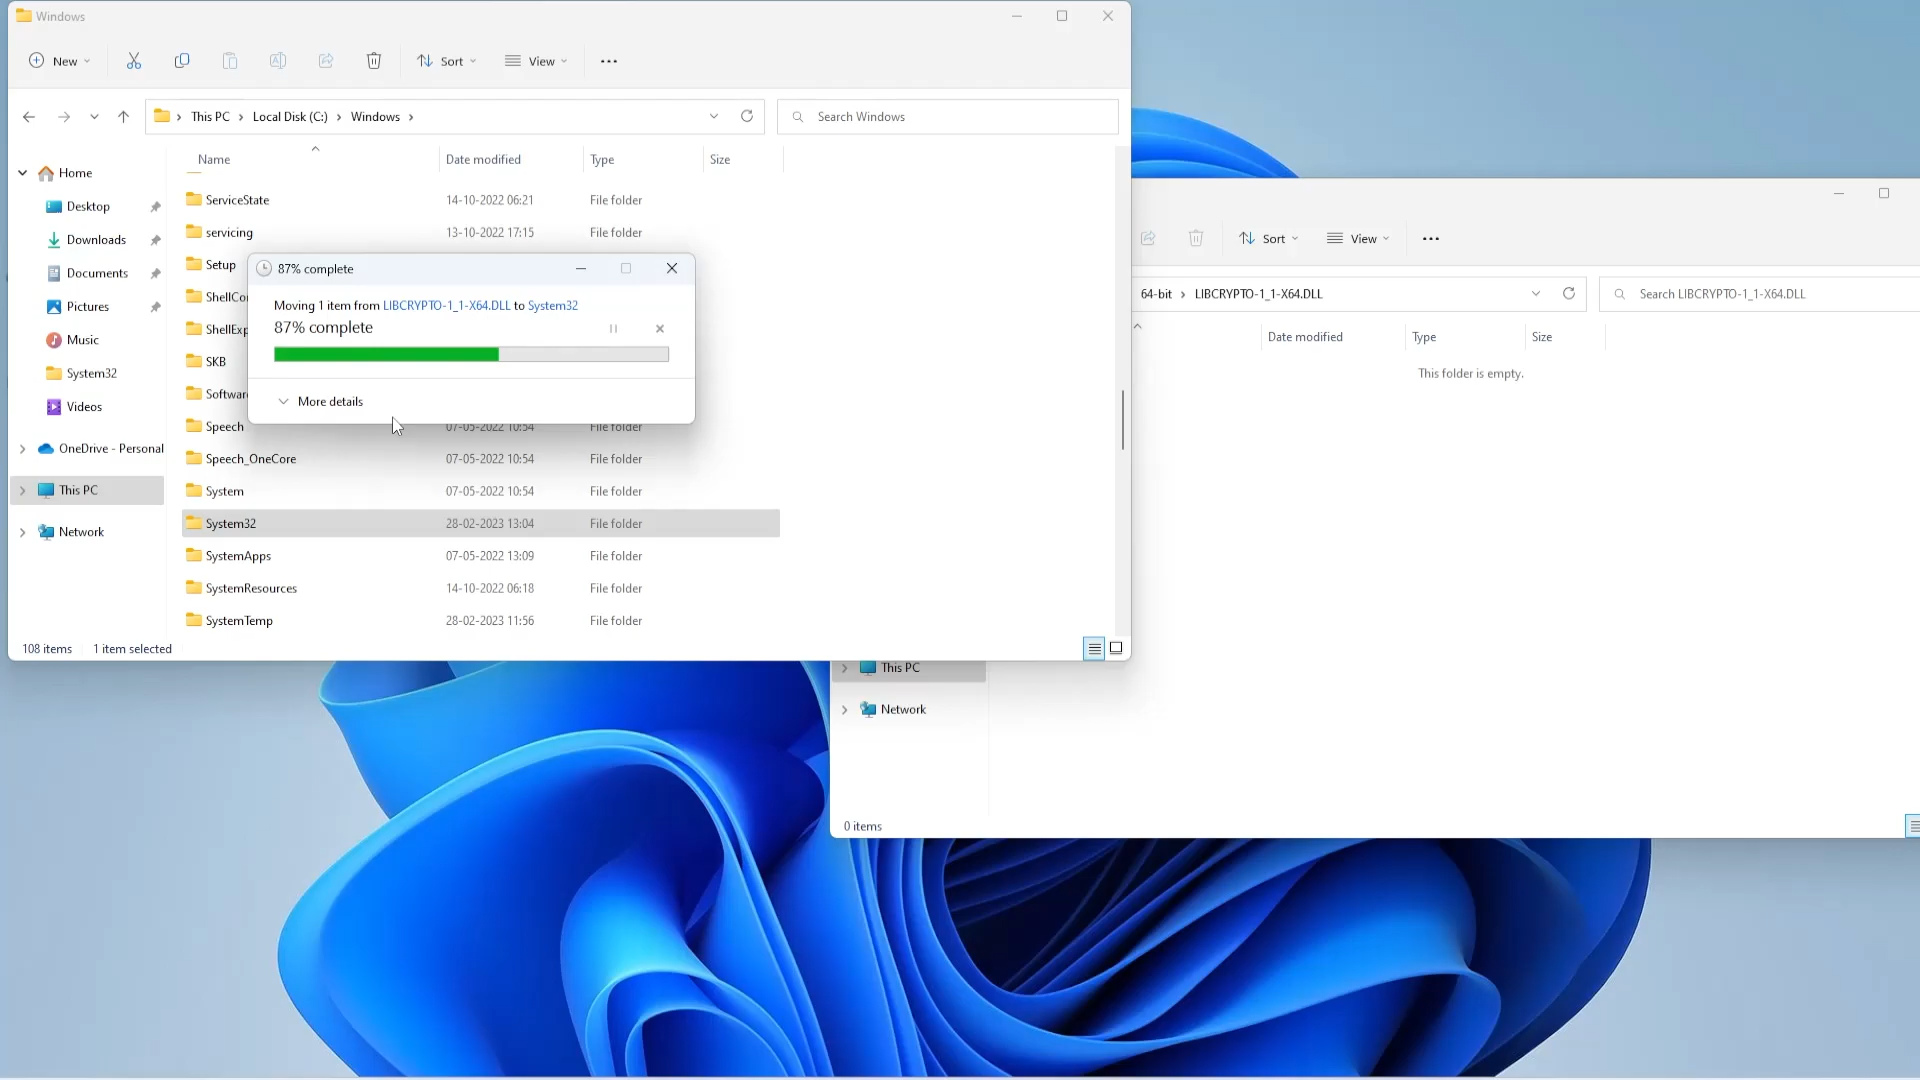 Windows
New
Sort
View
This PC
Local Disk (C:)
Windows
Search Windows
Name
Date modified
Type
Size
Home
Desktop
Downloads
Documents
Pictures
Music
System32
Videos
OneDrive - Personal
This PC
Network
ServiceState 14-10-2022 06:21 File folder
servicing 13-10-2022 17:15 File folder
Setup
ShellCo
ShellExp
SKB
Softwar
Speech 07-05-2022 10:54 File folder
Speech_OneCore 07-05-2022 10:54 File folder
System 07-05-2022 10:54 File folder
System32 28-02-2023 13:04 File folder
SystemApps 07-05-2022 13:09 File folder
SystemResources 14-10-2022 06:18 File folder
SystemTemp 28-02-2023 11:56 File folder
108 items 1 item selected
87% complete
Moving 1 item from LIBCRYPTO-1_1-X64.DLL to System32
87% complete
More details
Sort
View
64-bit
LIBCRYPTO-1_1-X64.DLL
Search LIBCRYPTO-1_1-X64.DLL
Date modified
Type
Size
This folder is empty.
This PC
Network
0 items